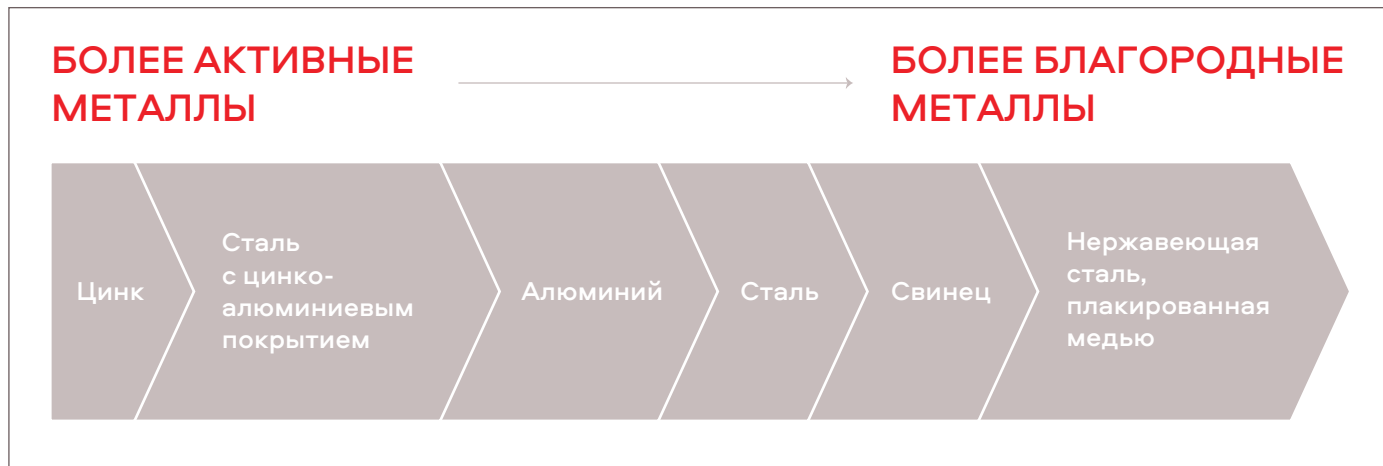 БОЛЕЕ АКТИВНЫЕ
МЕТАЛЛЫ
БОЛЕЕ БЛАГОРОДНЫЕ
МЕТАЛЛЫ
Цинк
Сталь
с цинко-
алюминиевым
покрытием
Алюминий
Сталь
Свинец
Нержавеющая
сталь,
плакированная
медью